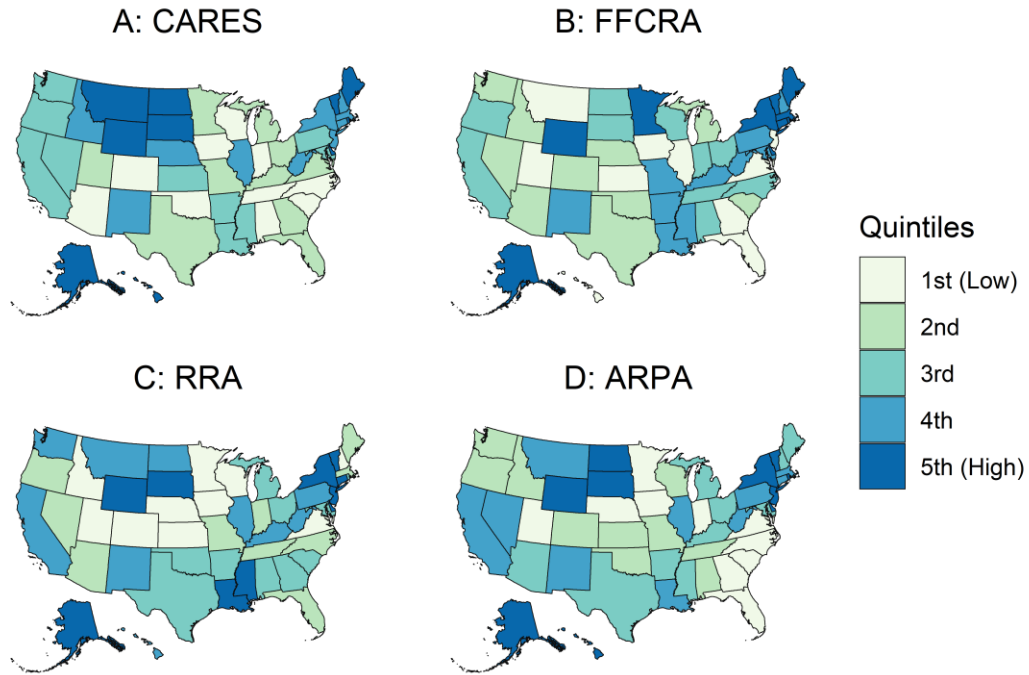 A: CARES
B: FFCRA
C: RRA
D: ARPA
Quintiles
1st (Low)
2nd
3rd
4th
5th (High)